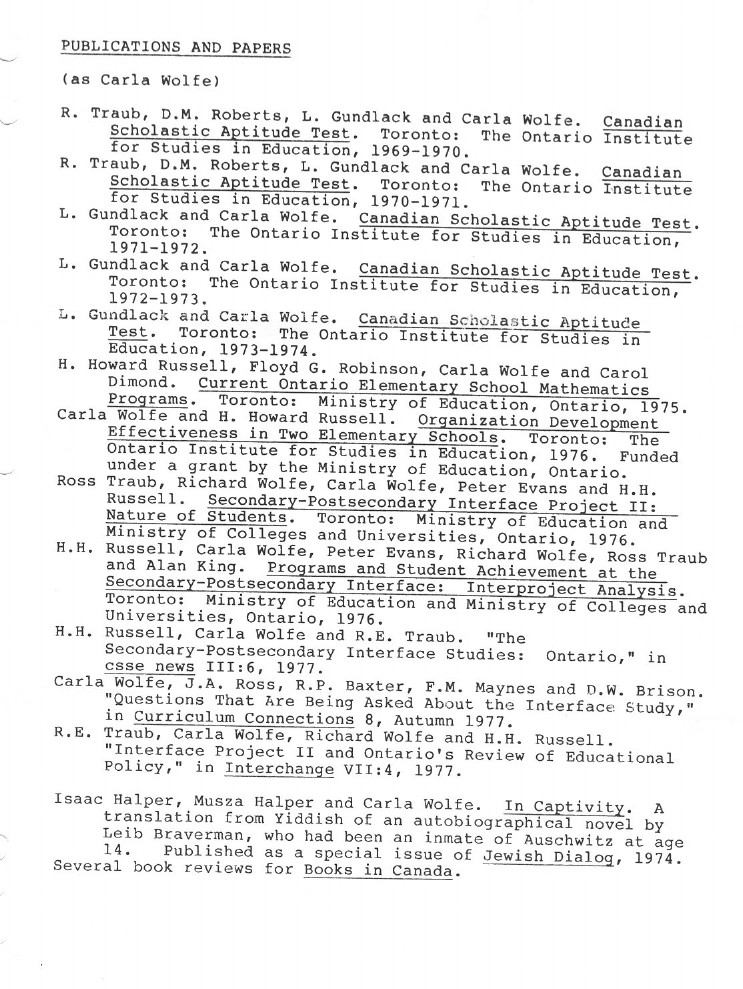 PUBLICATIONS AND PAPERS
(as Carla Wolfe)
R. Traub, D.M. Roberts, L. Gundlack and Carla Wolfe. Canadian
Scholastic Aptitude Test. Toronto: The Ontario Institute
for Studies in Education, 1969-1970.
R. Traub, D.M. Roberts, L. Gundlack and Carla Wolfe. Canadian
Scholastic Aptitude Test. Toronto: The Ontario Institute
for Studies in Education, 1970-1971.
L. Gundlack and Carla Wolfe. Canadian Scholastic Aptitude Test.
Toronto: The Ontario Institute for Studies in Education,
1971-1972.
L. Gundlack and Carla Wolfe. Canadian Scholastic Aptitude Test.
Toronto: The Ontario Institute for Studies in Education,
1972-1973.
L. Gundlack and Carla Wolfe. Canadian Scholastic Aptitude
Test. Toronto: The Ontario Institute for Studies in
Education, 1973-1974.
H. Howard Russell, Floyd G. Robinson, Carla Wolfe and Carol
Dimond. Current Ontario Elementary School Mathematics
Programs. Toronto: Ministry of Education, Ontario, 1975.
Carla Wolfe and H. Howard Russell. Organization Development
Effectiveness in Two Elementary Schools. Toronto: The
Ontario Institute for Studies in Education, 1976. Funded
under a grant by the Ministry of Education, Ontario.
Ross Traub, Richard Wolfe, Carla Wolfe, Peter Evans and H.H.
Russell. Secondary-Postsecondary Interface Project II:
Nature of Students. Toronto: Ministry of Education and
Ministry of Colleges and Universities, Ontario, 1976.
H.H. Russell, Carla Wolfe, Peter Evans, Richard Wolfe, Ross Traub
and Alan King. Programs and Student Achievement at the
Secondary-Postsecondary Interface: Interproject Analysis.
Toronto: Ministry of Education and Ministry of Colleges and
Universities, Ontario, 1976.
H.H. Russell, Carla Wolfe and R.E. Traub. "The
Secondary-Postsecondary Interface Studies: Ontario," in
csse news III:6, 1977.
Carla Wolfe, J.A. Ross, R.P. Baxter, F.M. Maynes and D.W. Brison.
"Questions That Are Being Asked About the Interface Study,"
in Curriculum Connections 8, Autumn 1977.
R.E. Traub, Carla Wolfe, Richard Wolfe and H.H. Russell.
"Interface Project II and Ontario's Review of Educational
Policy," in Interchange VII:4, 1977.
Isaac Halper, Musza Halper and Carla Wolfe. In Captivity. A
translation from Yiddish of an autobiographical novel by
Leib Braverman, who had been an inmate of Auschwitz at age
14. Published as a special issue of Jewish Dialog, 1974.
Several book reviews for Books in Canada.